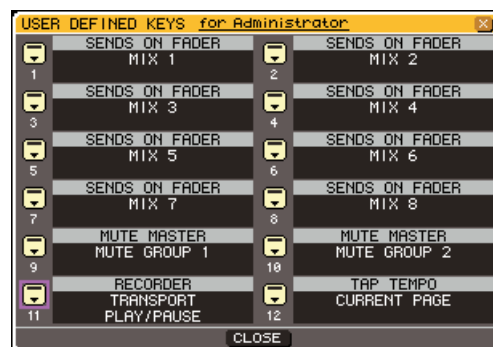 USER DEFINED KEYS for Administrator
SENDS ON FADER
MIX 1
1
SENDS ON FADER
MIX 2
2
SENDS ON FADER
MIX 3
3
SENDS ON FADER
MIX 4
4
SENDS ON FADER
MIX 5
5
SENDS ON FADER
MIX 6
6
SENDS ON FADER
MIX 7
7
SENDS ON FADER
MIX 8
8
MUTE MASTER
MUTE GROUP 1
9
MUTE MASTER
MUTE GROUP 2
10
RECORDER
TRANSPORT
PLAY/PAUSE
11
TAP TEMPO
CURRENT PAGE
12
CLOSE